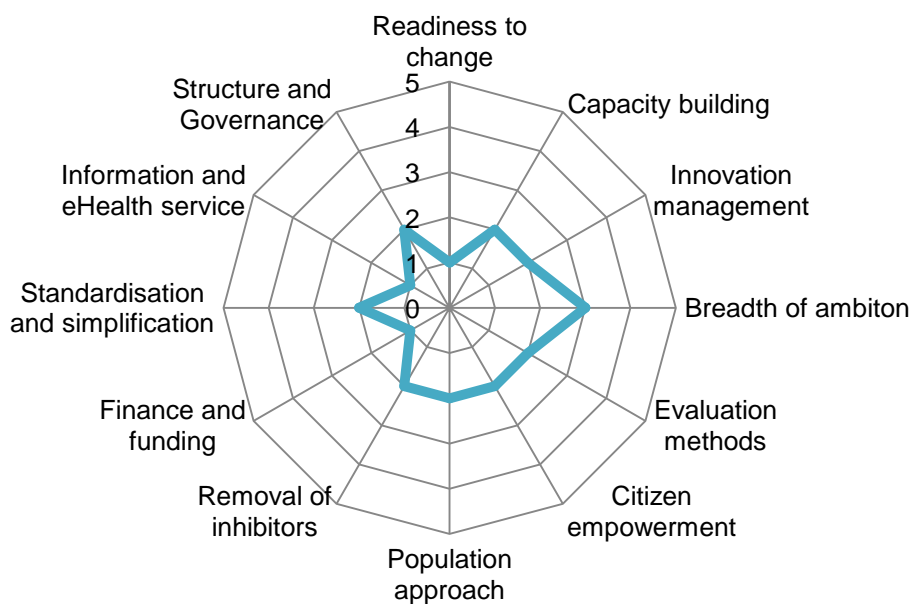 Readiness to
change
Structure and
Governance
Capacity building
Information and
eHealth service
Innovation
management
Standardisation
and simplification
Breadth of ambiton
Finance and
funding
Evaluation
methods
Removal of
inhibitors
Citizen
empowerment
Population
approach
5
4
3
2
1
0